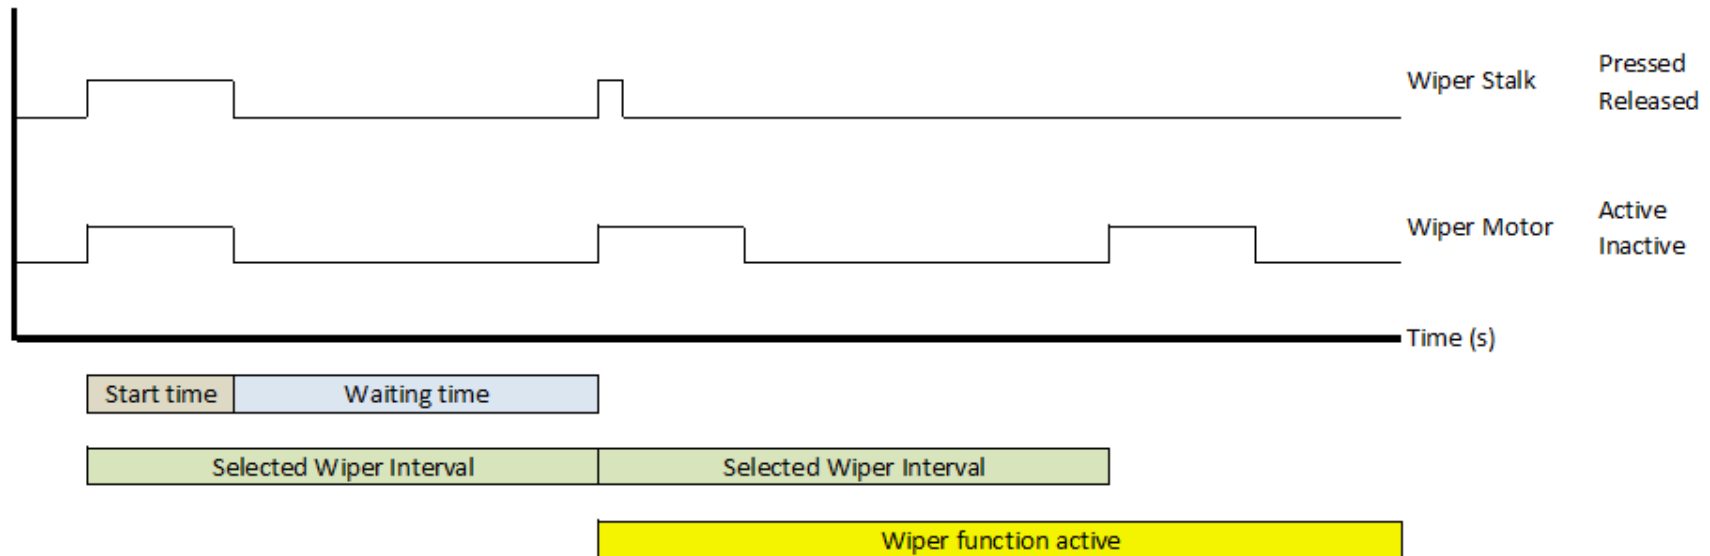 Wiper Stalk
Pressed
Released
Wiper Motor
Active
Inactive
Time (s)
Start time
Waiting time
Selected Wiper Interval
Selected Wiper Interval
Wiper function active